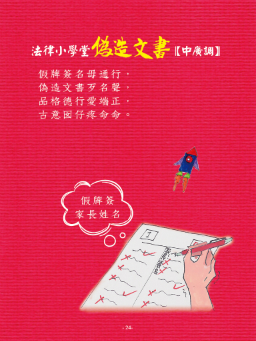 法律小學堂偽造文書【中廣調】
假牌簽名毋通行，
偽造文書歹名聲，
品格德行愛端正，
古意囡仔疼命命。
假牌簽
家長姓名
- 74 -